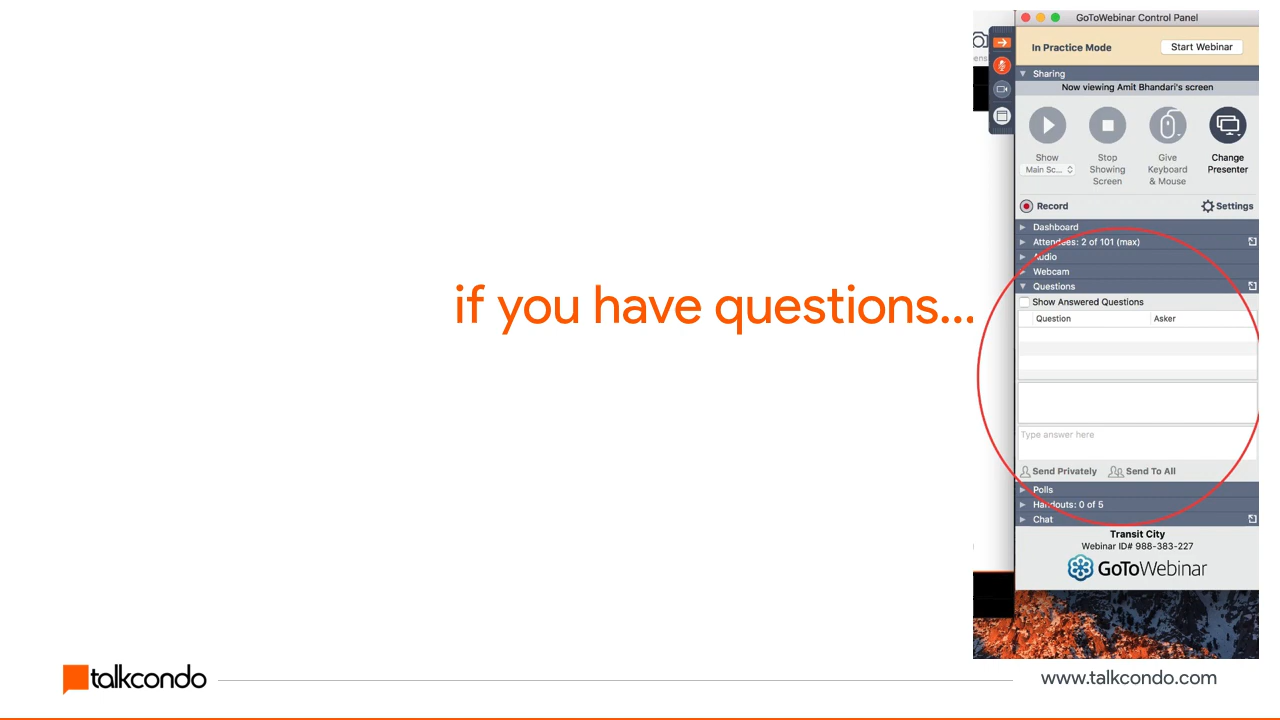 GoToWebinar Control Panel
In Practice Mode
Start Webinar
Sharing
Now viewing Amit Bhandari's screen
Show
Main Sc...
Stop
Showing
Screen
Give
Keyboard
& Mouse
Change
Presenter
Record
Settings
Dashboard
Attendees: 2 of 101 (max)
Audio
Webcam
Questions
Show Answered Questions
Question Asker
if you have questions...
Type answer here
Send Privately Send To All
Polls
Handouts: 0 of 5
Chat
Transit City
Webinar ID# 988-383-227
GoToWebinar
talkcondo
www.talkcondo.com